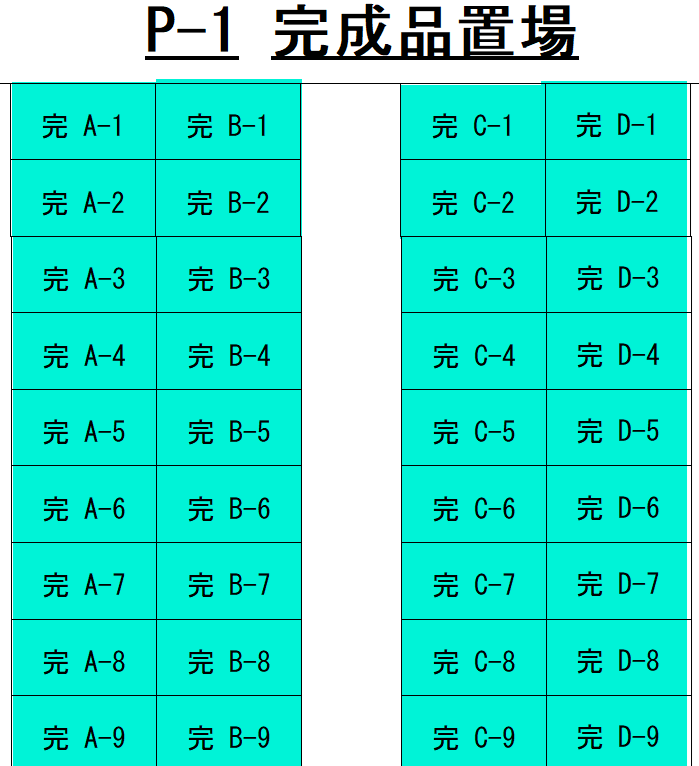 P-1 完成品置場
完 A-1 完 B-1 完 C-1 完 D-1
完 A-2 完 B-2 完 C-2 完 D-2
完 A-3 完 B-3 完 C-3 完 D-3
完 A-4 完 B-4 完 C-4 完 D-4
完 A-5 完 B-5 完 C-5 完 D-5
完 A-6 完 B-6 完 C-6 完 D-6
完 A-7 完 B-7 完 C-7 完 D-7
完 A-8 完 B-8 完 C-8 完 D-8
完 A-9 完 B-9 完 C-9 完 D-9